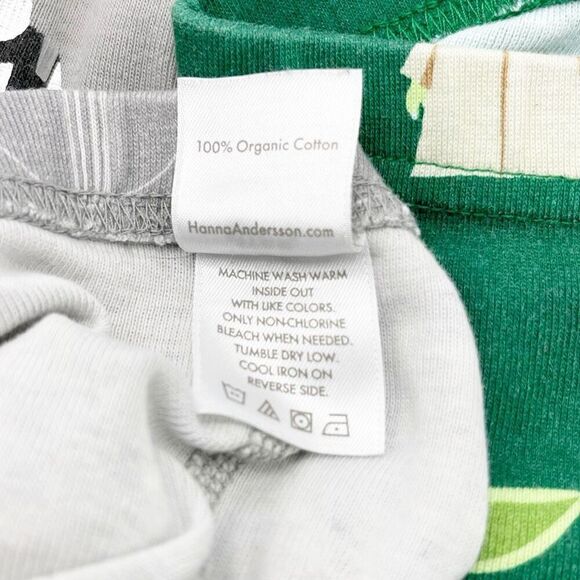 100% Organic Cotton
HannaAndersson.com
MACHINE WASH WARM
INSIDE OUT
WITH LIKE COLORS.
ONLY NON-CHLORINE
BLEACH WHEN NEEDED.
TUMBLE DRY LOW.
COOL IRON ON
REVERSE SIDE.